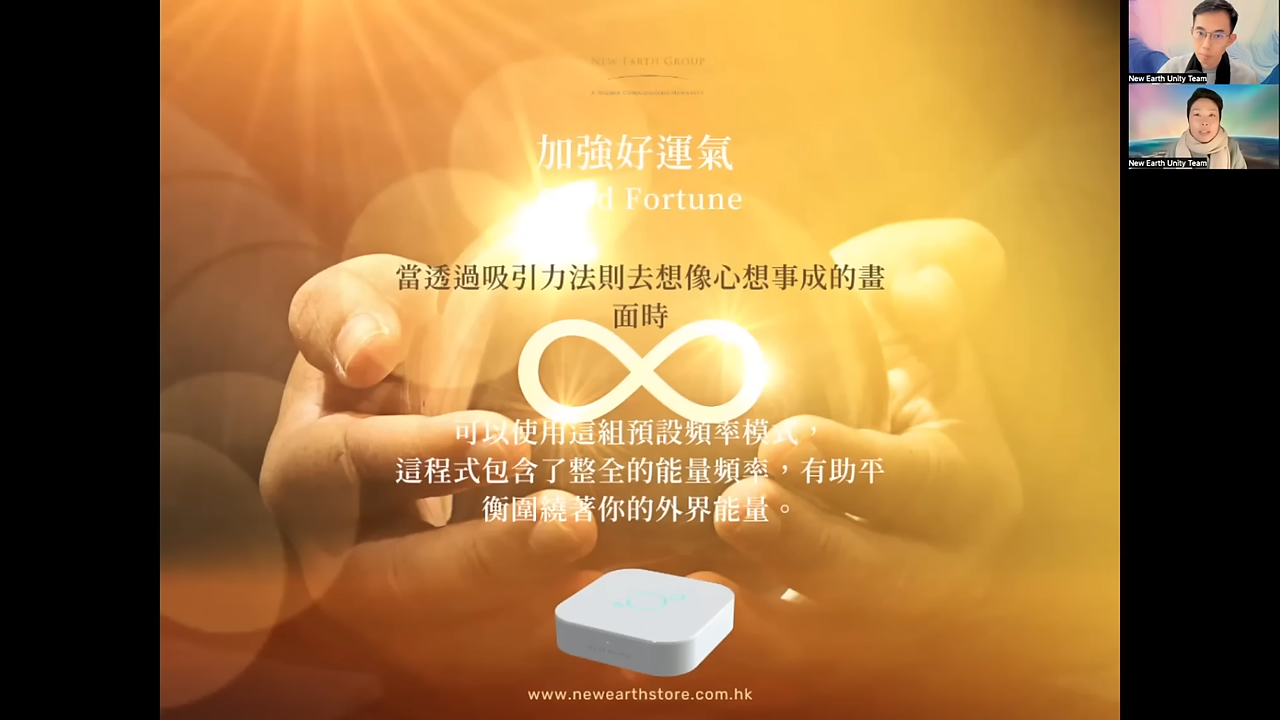 NEW EARTH GROUP
加強好運氣
Good Fortune
當透過吸引力法則去想像心想事成的畫
面時
可以使用這組預設頻率模式，
這程式包含了整全的能量頻率，有助平
衡圍繞著你的外界能量。
www.newearthstore.com.hk
New Earth Unity Team
New Earth Unity Team